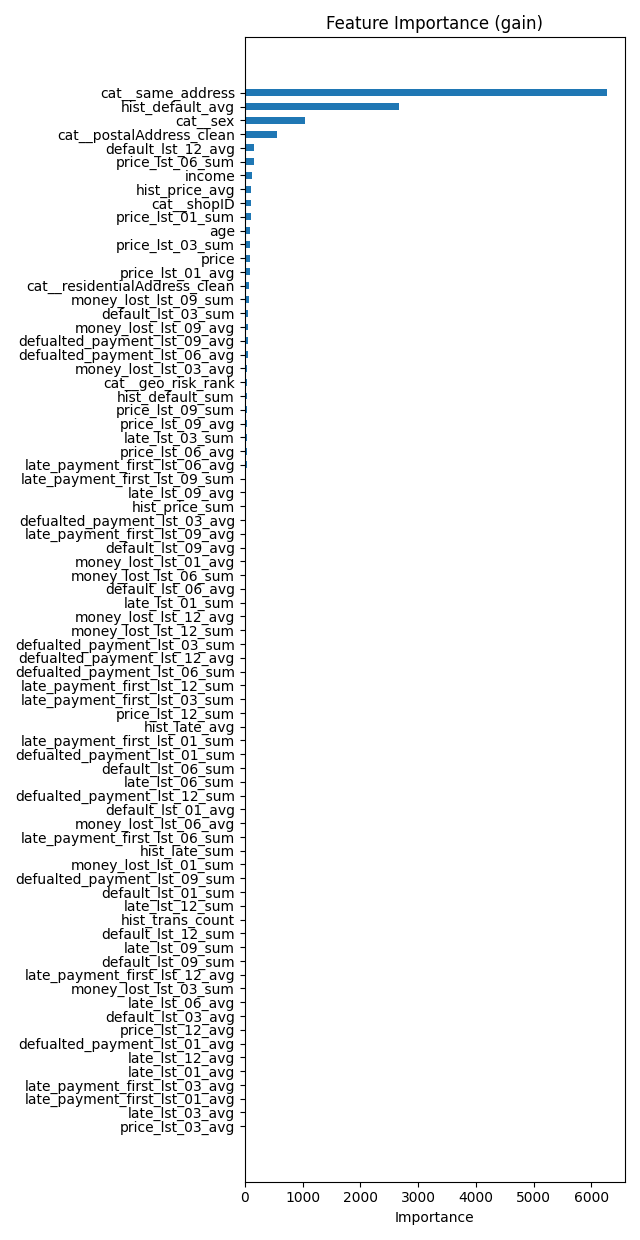 Feature Importance (gain)
cat__same_address
hist_default_avg
cat__sex
cat__postalAddress_clean
default_lst_12_avg
price_lst_06_sum
income
hist_price_avg
cat__shopID
price_lst_01_sum
age
price_lst_03_sum
price
price_lst_01_avg
cat__residentialAddress_clean
money_lost_lst_09_sum
default_lst_03_sum
money_lost_lst_09_avg
defualted_payment_lst_09_avg
defualted_payment_lst_06_avg
money_lost_lst_03_avg
cat__geo_risk_rank
hist_default_sum
price_lst_09_sum
price_lst_09_avg
late_lst_03_sum
price_lst_06_avg
late_payment_first_lst_06_avg
late_payment_first_lst_09_sum
late_lst_09_avg
hist_price_sum
defualted_payment_lst_03_avg
late_payment_first_lst_09_avg
default_lst_09_avg
money_lost_lst_01_avg
money_lost_lst_06_sum
default_lst_06_avg
late_lst_01_sum
money_lost_lst_12_avg
money_lost_lst_12_sum
defualted_payment_lst_03_sum
defualted_payment_lst_12_avg
defualted_payment_lst_06_sum
late_payment_first_lst_12_sum
late_payment_first_lst_03_sum
price_lst_12_sum
hist_late_avg
late_payment_first_lst_01_sum
defualted_payment_lst_01_sum
default_lst_06_sum
late_lst_06_sum
defualted_payment_lst_12_sum
default_lst_01_avg
money_lost_lst_06_avg
late_payment_first_lst_06_sum
hist_late_sum
money_lost_lst_01_sum
defualted_payment_lst_09_sum
default_lst_01_sum
late_lst_12_sum
hist_trans_count
default_lst_12_sum
late_lst_09_sum
default_lst_09_sum
late_payment_first_lst_12_avg
money_lost_lst_03_sum
late_lst_06_avg
default_lst_03_avg
price_lst_12_avg
defualted_payment_lst_01_avg
late_lst_12_avg
late_lst_01_avg
late_payment_first_lst_03_avg
late_payment_first_lst_01_avg
late_lst_03_avg
price_lst_03_avg
0 1000 2000 3000 4000 5000 6000
Importance